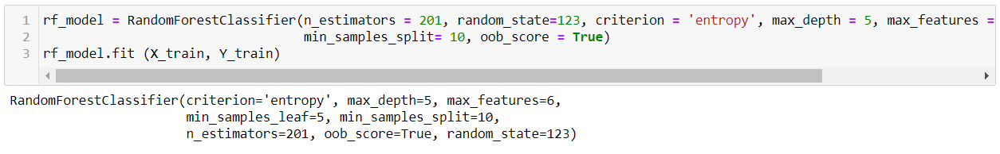 1 rf_model = RandomForestClassifier(n_estimators = 201, random_state=123, criterion = 'entropy', max_depth = 5, max_features =
2                                   min_samples_split= 10, oob_score = True)
3 rf_model.fit (X_train, Y_train)
RandomForestClassifier(criterion='entropy', max_depth=5, max_features=6,
                       min_samples_leaf=5, min_samples_split=10,
                       n_estimators=201, oob_score=True, random_state=123)